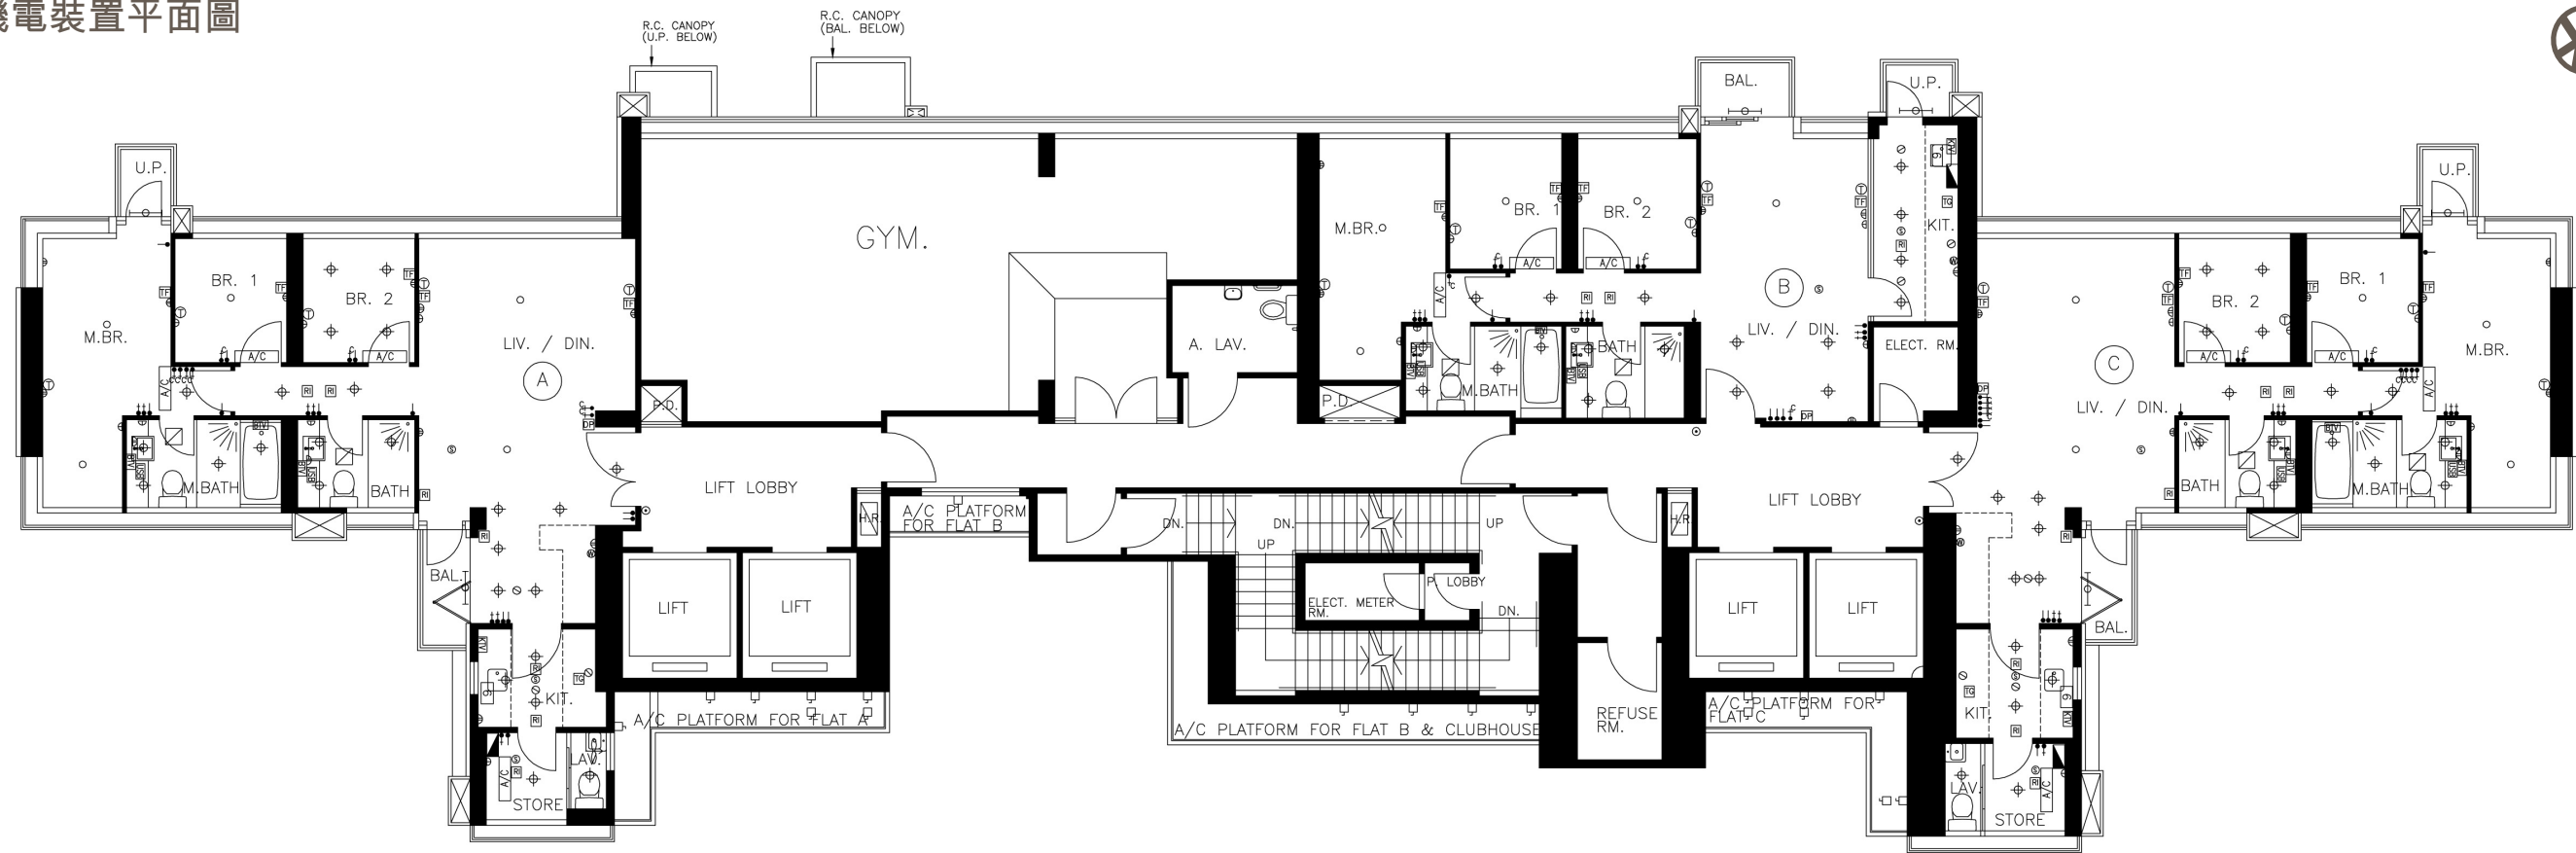 機電裝置平面圖
R.C. CANOPY
(U.P. BELOW)
R.C. CANOPY
(BAL. BELOW)
BAL.
U.P.
U.P.
U.P.
GYM.
M.BR.
BR. 1
BR. 2
KIT.
BR. 1
BR. 2
M.BR.
LIV. / DIN.
A
B
LIV. / DIN.
ELECT. RM.
A. LAV.
BR. 2
BR. 1
M.BR.
C
LIV. / DIN.
A/C
A/C
A/C
A/C
A/C
A/C
A/C
A/C
A/C
P.D.
P.D.
M.BATH
BATH
M.BATH
BATH
BATH
M.BATH
LIFT LOBBY
LIFT LOBBY
H.R.
H.R.
A/C PLATFORM
FOR FLAT B
DN.
DN.
UP
UP
BAL.
LIFT
LIFT
ELECT. METER
RM.
P. LOBBY
DN.
LIFT
LIFT
BAL.
KIT.
KIT.
A/C PLATFORM FOR FLAT A
A/C PLATFORM FOR FLAT B & CLUBHOUSE
REFUSE
RM.
A/C PLATFORM FOR
FLAT C
LAV.
STORE
A/C
LAV.
STORE
A/C